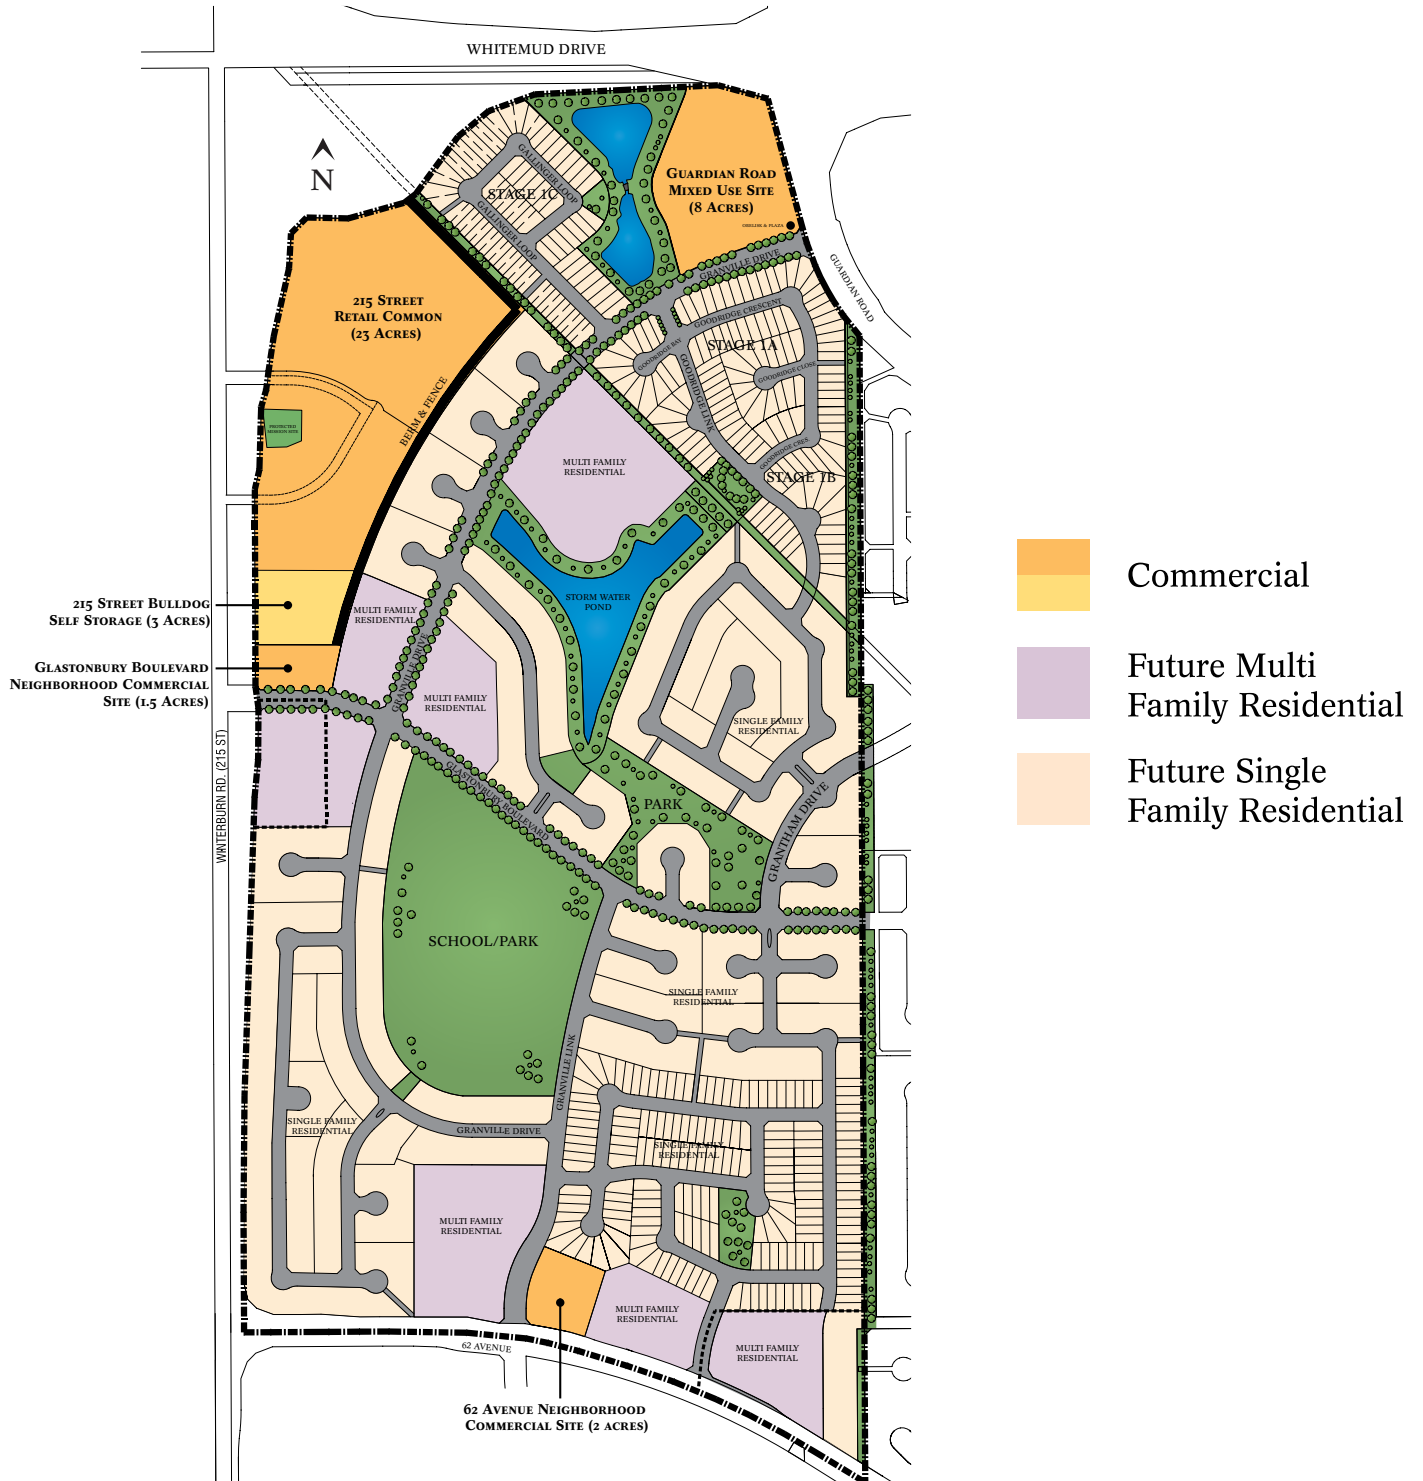 WHITEMUD DRIVE
N
GALLINGER LOOP
STAGE 1C
GALLINGER LOOP
GUARDIAN ROAD
MIXED USE SITE
(8 ACRES)
GRANVILLE DRIVE
GUARDIAN ROAD
215 STREET
RETAIL COMMON
(23 ACRES)
GOODRIDGE CRESCENT
GOODRIDGE BAY
STAGE 1A
GOODRIDGE LINK
GOODRIDGE CLOSE
BERM & FENCE
GOODRIDGE CRES.
STAGE 1B
MULTI FAMILY
RESIDENTIAL
STORM WATER
POND
215 STREET BULLDOG
SELF STORAGE (3 ACRES)
MULTI FAMILY
RESIDENTIAL
GRANVILLE DRIVE
GLASTONBURY BOULEVARD
NEIGHBORHOOD COMMERCIAL
SITE (1.5 ACRES)
MULTI FAMILY
RESIDENTIAL
SINGLE FAMILY
RESIDENTIAL
WINTERBURN RD. (215 ST)
GLASTONBURY BOULEVARD
PARK
GRANTHAM DRIVE
SCHOOL/PARK
SINGLE FAMILY
RESIDENTIAL
GRANVILLE LINK
SINGLE FAMILY
RESIDENTIAL
GRANVILLE DRIVE
SINGLE FAMILY
RESIDENTIAL
MULTI FAMILY
RESIDENTIAL
MULTI FAMILY
RESIDENTIAL
MULTI FAMILY
RESIDENTIAL
62 AVENUE
62 AVENUE NEIGHBORHOOD
COMMERCIAL SITE (2 ACRES)
Commercial
Future Multi
Family Residential
Future Single
Family Residential